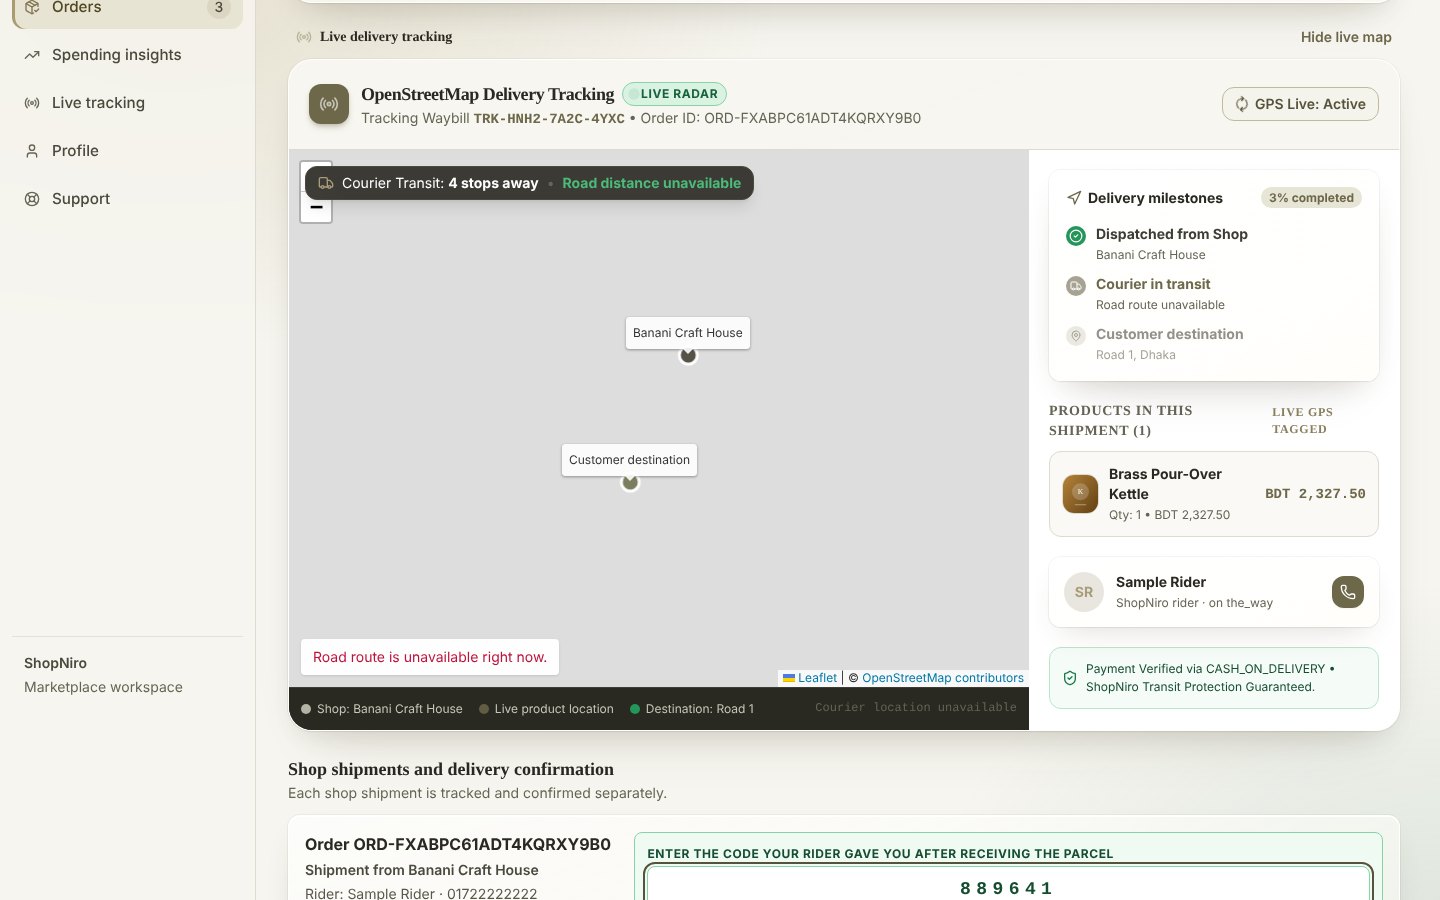 Orders
3
Spending insights
Live tracking
Profile
Support
ShopNiro
Marketplace workspace
Live delivery tracking
Hide live map
OpenStreetMap Delivery Tracking
LIVE RADAR
Tracking Waybill TRK-HNH2-7A2C-4YXC • Order ID: ORD-FXABPC61ADT4KQRXY9B0
GPS Live: Active
Courier Transit: 4 stops away • Road distance unavailable
−
Banani Craft House
Customer destination
Road route is unavailable right now.
Leaflet | © OpenStreetMap contributors
Shop: Banani Craft House
Live product location
Destination: Road 1
Courier location unavailable
Delivery milestones
3% completed
Dispatched from Shop
Banani Craft House
Courier in transit
Road route unavailable
Customer destination
Road 1, Dhaka
PRODUCTS IN THIS
SHIPMENT (1)
LIVE GPS
TAGGED
K
Brass Pour-Over
Kettle
Qty: 1 • BDT 2,327.50
BDT 2,327.50
SR
Sample Rider
ShopNiro rider · on the_way
Payment Verified via CASH_ON_DELIVERY •
ShopNiro Transit Protection Guaranteed.
Shop shipments and delivery confirmation
Each shop shipment is tracked and confirmed separately.
Order ORD-FXABPC61ADT4KQRXY9B0
Shipment from Banani Craft House
Rider: Sample Rider · 01722222222
ENTER THE CODE YOUR RIDER GAVE YOU AFTER RECEIVING THE PARCEL
889641